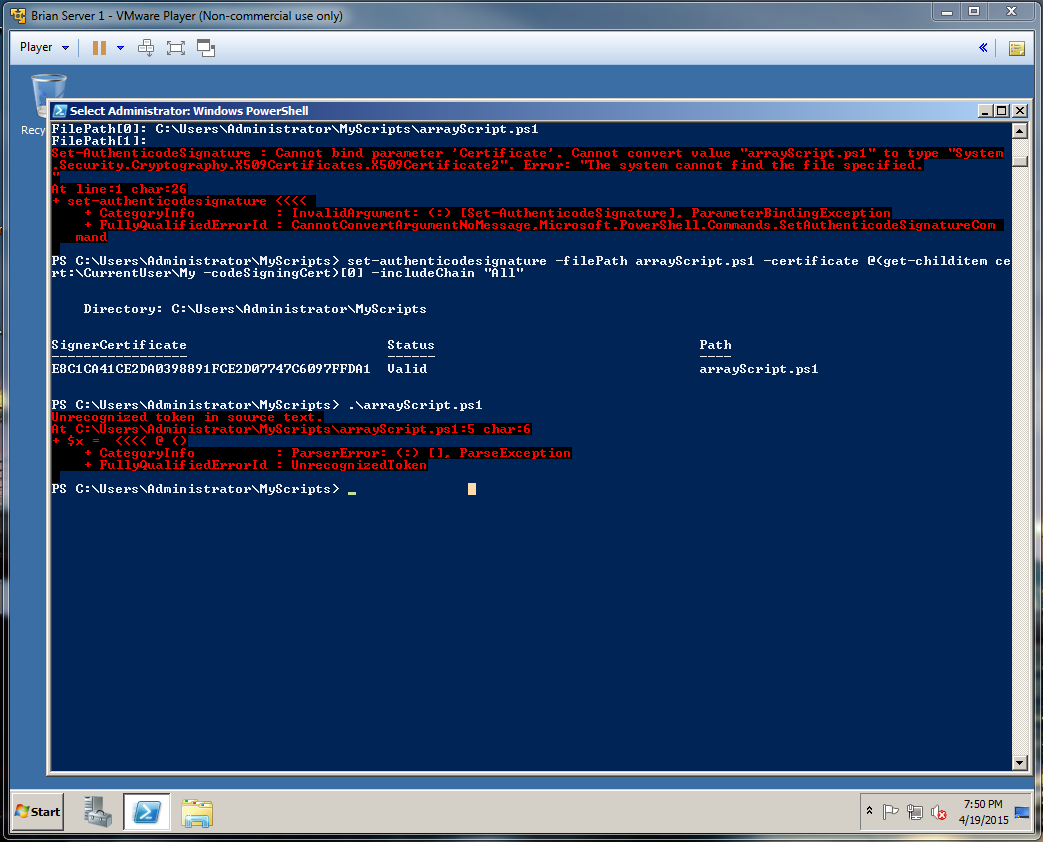 Brian Server 1 - VMware Player (Non-commercial use only)
Player
Recy
Select Administrator: Windows PowerShell
FilePath[0]: C:\Users\Administrator\MyScripts\arrayScript.ps1
FilePath[1]:
Set-AuthenticodeSignature : Cannot bind parameter 'Certificate'. Cannot convert value "arrayScript.ps1" to type "System
.Security.Cryptography.X509Certificates.X509Certificate2". Error: "The system cannot find the file specified.
"
At line:1 char:26
+ set-authenticodesignature <<<<
+ CategoryInfo : InvalidArgument: (:) [Set-AuthenticodeSignature], ParameterBindingException
+ FullyQualifiedErrorId : CannotConvertArgumentNoMessage,Microsoft.PowerShell.Commands.SetAuthenticodeSignatureCom
mand
PS C:\Users\Administrator\MyScripts> set-authenticodesignature -filePath arrayScript.ps1 -certificate @(get-childitem ce
rt:\CurrentUser\My -codeSigningCert)[0] -includeChain "All"
Directory: C:\Users\Administrator\MyScripts
SignerCertificate Status Path
----------------- ------ ----
E8C1CA41CE2DA0398891FCE2D07747C6097FFDA1 Valid arrayScript.ps1
PS C:\Users\Administrator\MyScripts> .\arrayScript.ps1
Unrecognized token in source text.
At C:\Users\Administrator\MyScripts\arrayScript.ps1:5 char:6
+ $x = <<<< @ ()
+ CategoryInfo : ParserError: (:) [], ParseException
+ FullyQualifiedErrorId : UnrecognizedToken
PS C:\Users\Administrator\MyScripts>
Start
7:50 PM
4/19/2015